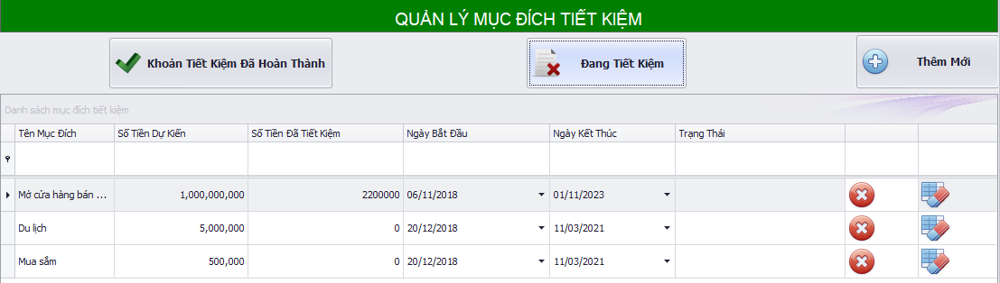 QUẢN LÝ MỤC ĐÍCH TIẾT KIỆM
Khoản Tiết Kiệm Đã Hoàn Thành Đang Tiết Kiệm Thêm Mới
Danh sách mục đích tiết kiệm
Tên Mục Đích Số Tiền Dự Kiến Số Tiền Đã Tiết Kiệm Ngày Bắt Đầu Ngày Kết Thúc Trạng Thái
Mở cửa hàng bán ... 1,000,000,000 2200000 06/11/2018 01/11/2023
Du lịch 5,000,000 0 20/12/2018 11/03/2021
Mua sắm 500,000 0 20/12/2018 11/03/2021